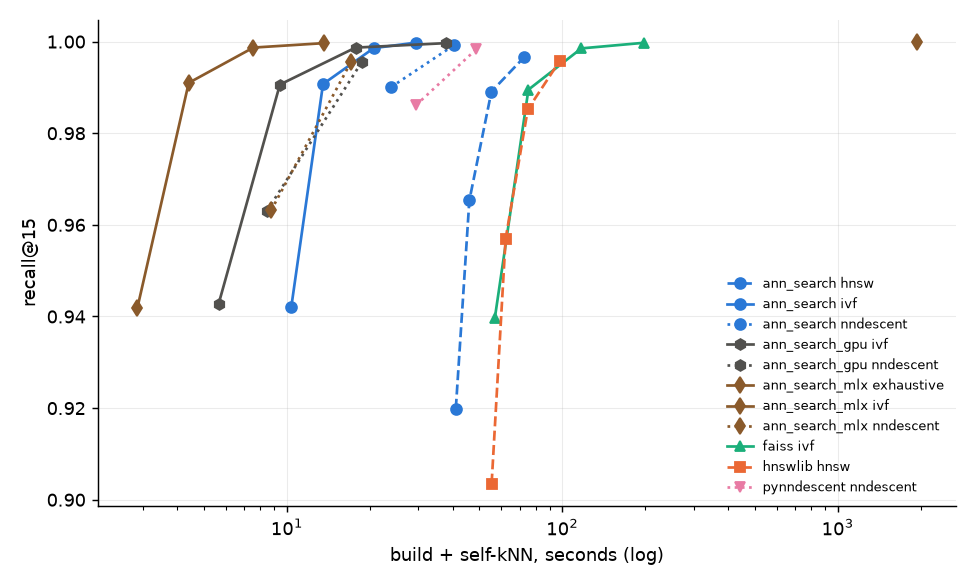 1.00
0.98
0.96
0.94
0.92
0.90
recall@15
10¹
10²
10³
build + self-kNN, seconds (log)
ann_search hnsw
ann_search ivf
ann_search nndescent
ann_search_gpu ivf
ann_search_gpu nndescent
ann_search_mlx exhaustive
ann_search_mlx ivf
ann_search_mlx nndescent
faiss ivf
hnswlib hnsw
pynndescent nndescent